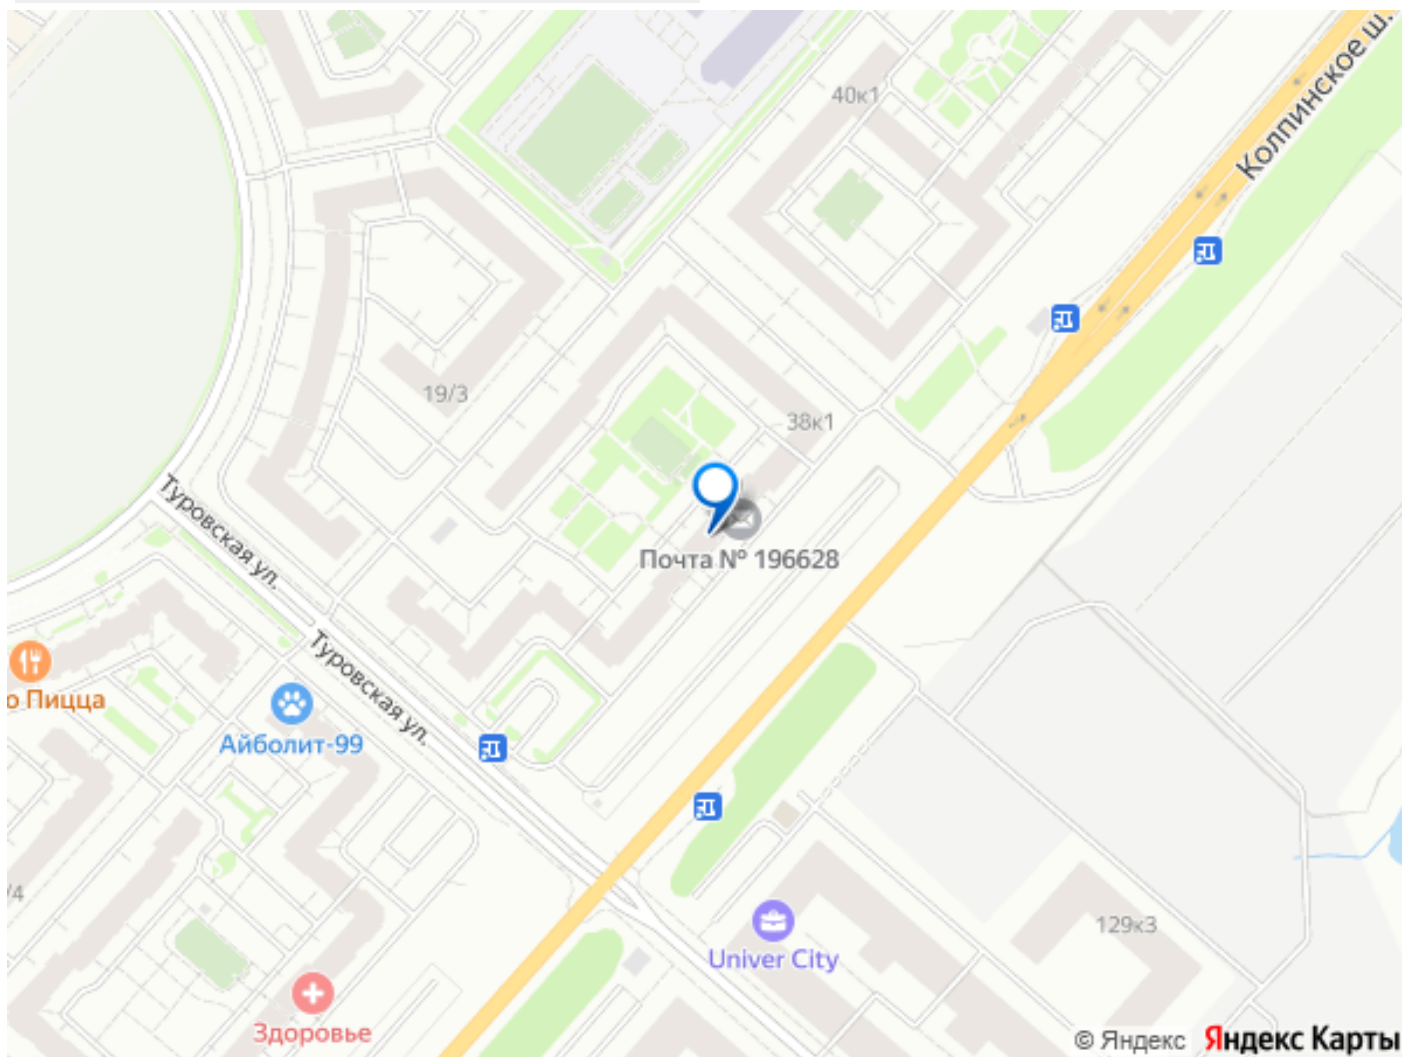 40к1
Колпинское ш.
19/3
38к1
Туровская ул.
Почта № 196628
Туровская ул.
о Пицца
Айболит-99
/4
129к3
Univer City
Здоровье
© Яндекс Яндекс Карты